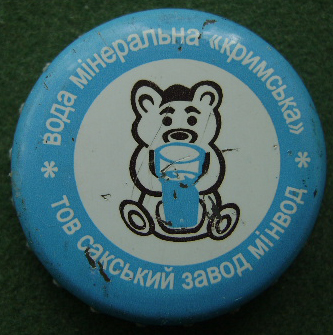 * вода мінеральна «кримська» *
тов сакський завод мінвод